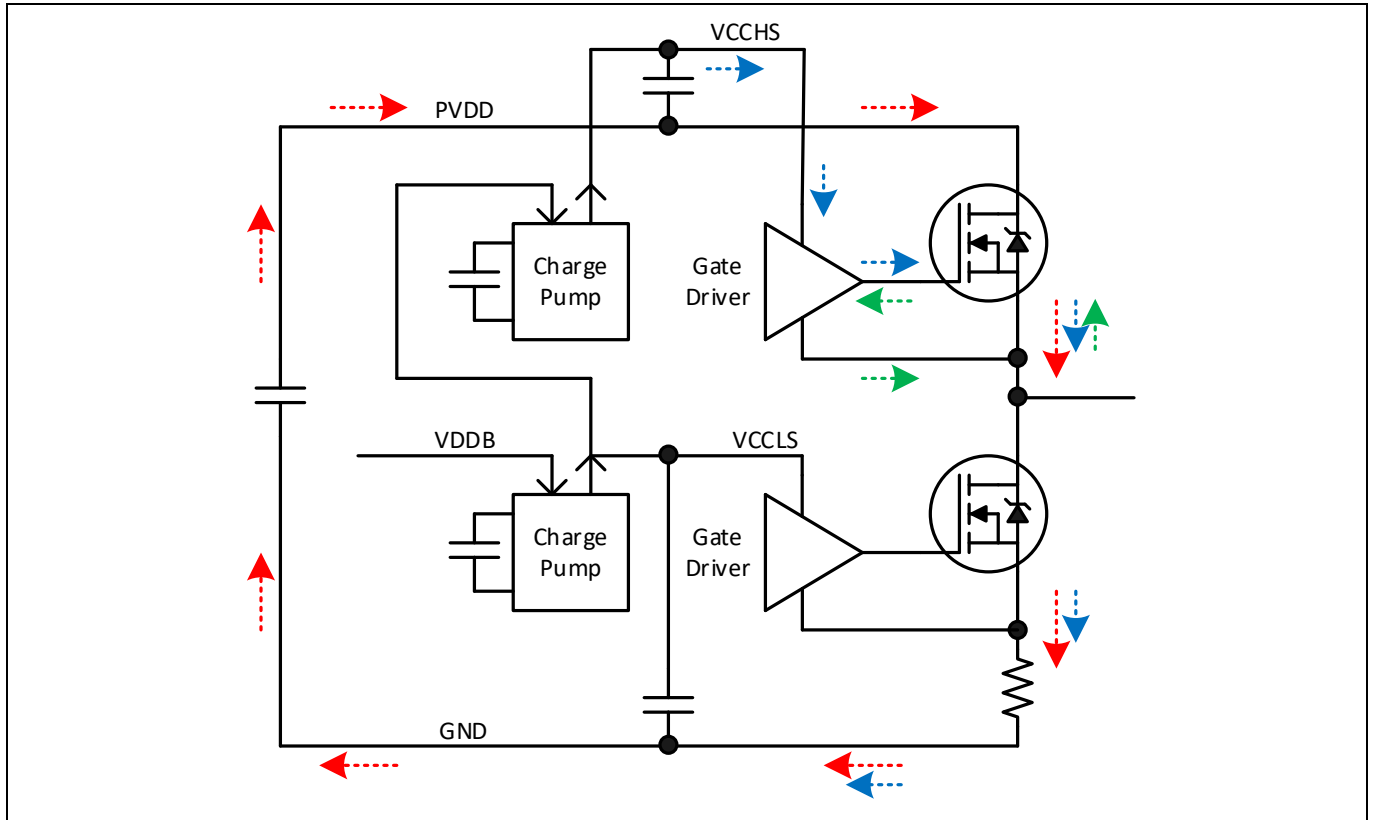 VCCHS
PVDD
Charge
Pump
Gate
Driver
VDDB
VCCLS
Charge
Pump
Gate
Driver
GND